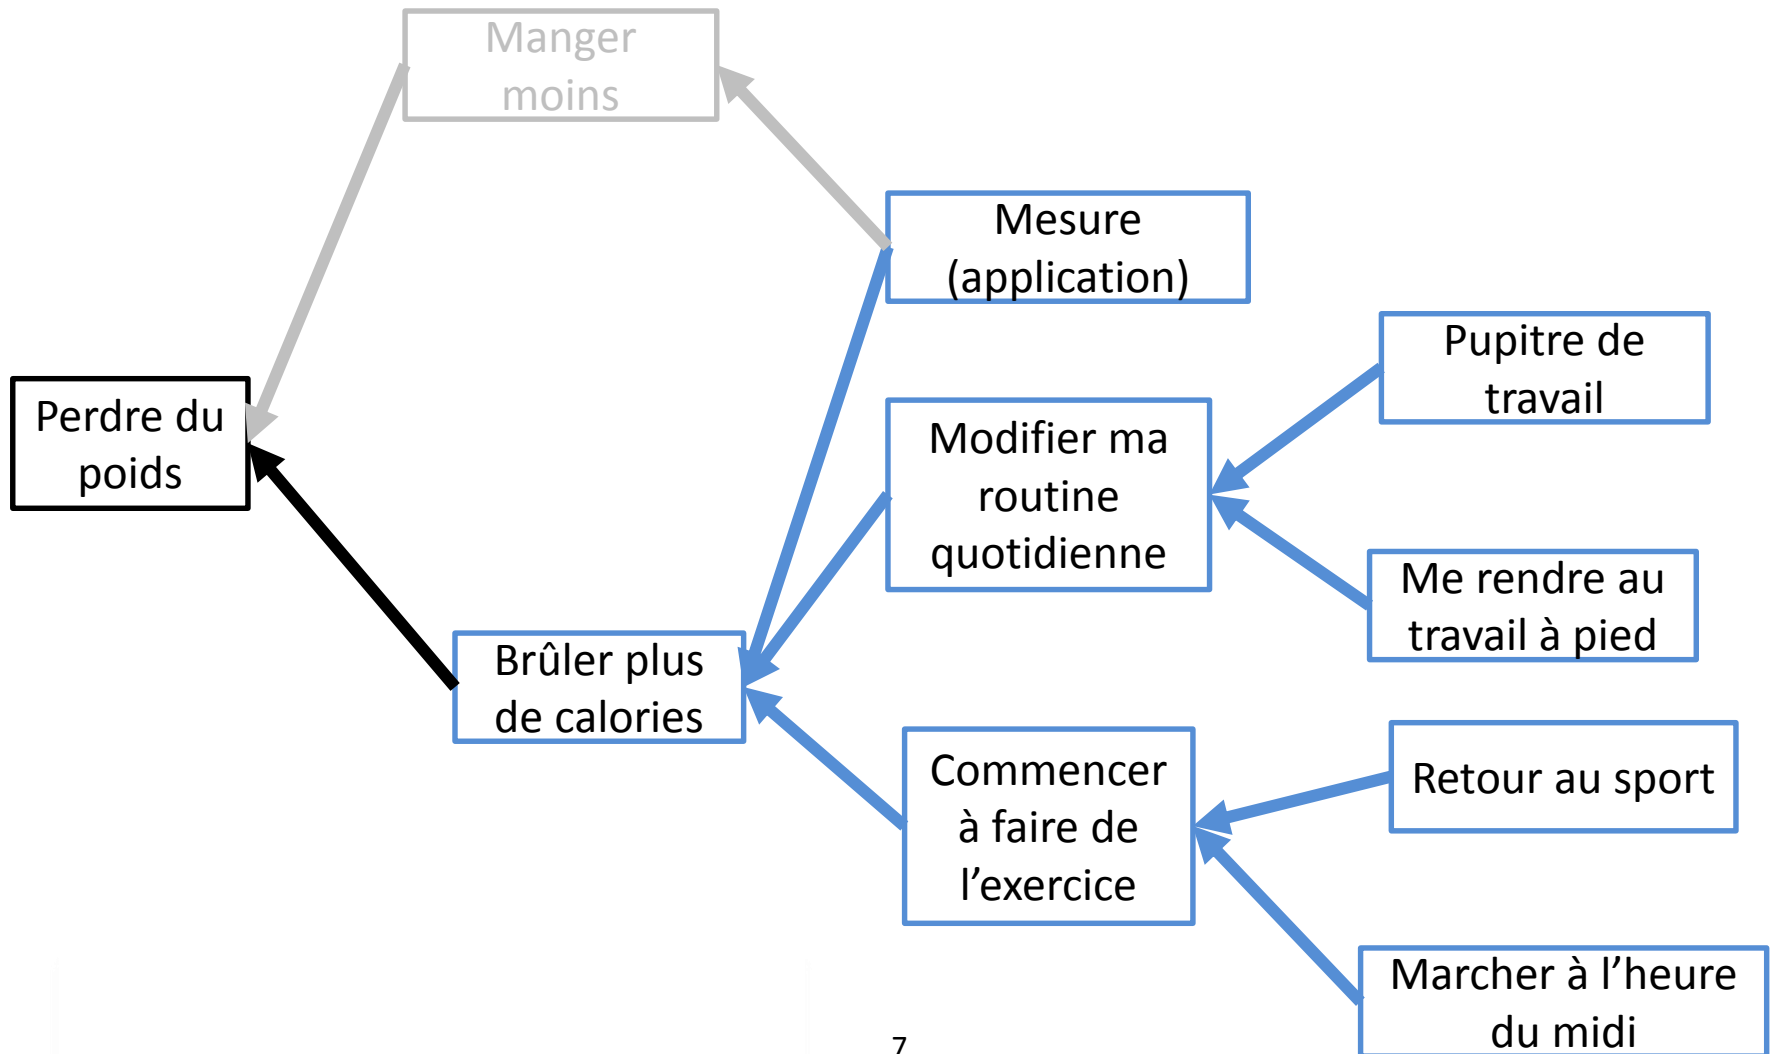 Manger
moins
Mesure
(application)
Pupitre de
travail
Perdre du
poids
Modifier ma
routine
quotidienne
Me rendre au
travail à pied
Brûler plus
de calories
Commencer
à faire de
l’exercice
Retour au sport
Marcher à l’heure
du midi
7